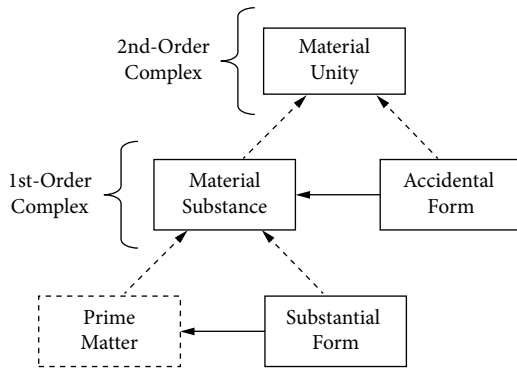 2nd-Order
Complex
Material
Unity
1st-Order
Complex
Material
Substance
Accidental
Form
Prime
Matter
Substantial
Form